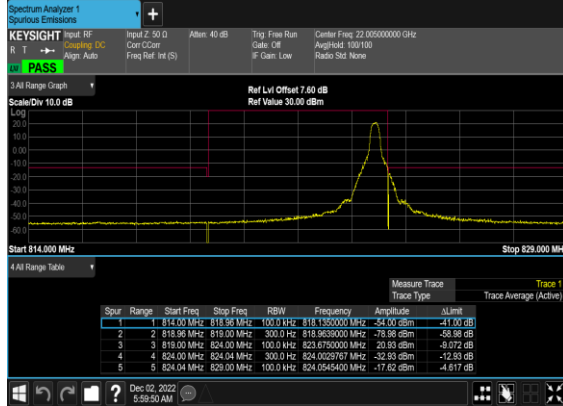 Spectrum Analyzer 1
Spurious Emissions
+
KEYSIGHT Input: RF Input Z: 50 Ω Atten: 40 dB Trig: Free Run Center Freq: 22.005000000 GHz
R T Coupling: DC Corr CCorr Gate: Off Avg|Hold: 100/100
Align: Auto Freq Ref: Int (S) IF Gain: Low Radio Std: None
PASS
3 All Range Graph
Ref Lvl Offset 7.60 dB
Scale/Div 10.0 dB Ref Value 30.00 dBm
Log
20.0
10.0
0.00
-10.0
-20.0
-30.0
-40.0
-50.0
-60.0
Start 814.000 MHz Stop 829.000 MH
4 All Range Table
Measure Trace Trace 1
Trace Type Trace Average (Active)
Spur Range Start Freq Stop Freq RBW Frequency Amplitude ΔLimit
1 1 814.00 MHz 818.96 MHz 100.0 kHz 818.1350000 MHz -54.00 dBm -41.00 dB
2 2 818.96 MHz 819.00 MHz 300.0 Hz 818.9639000 MHz -78.98 dBm -58.98 dB
3 3 819.00 MHz 824.00 MHz 100.0 kHz 823.6750000 MHz 20.93 dBm -9.072 dB
4 4 824.00 MHz 824.04 MHz 300.0 Hz 824.0029767 MHz -32.93 dBm -12.93 dB
5 5 824.04 MHz 829.00 MHz 100.0 kHz 824.0545400 MHz -17.62 dBm -4.617 dB
? Dec 02, 2022
5:59:50 AM